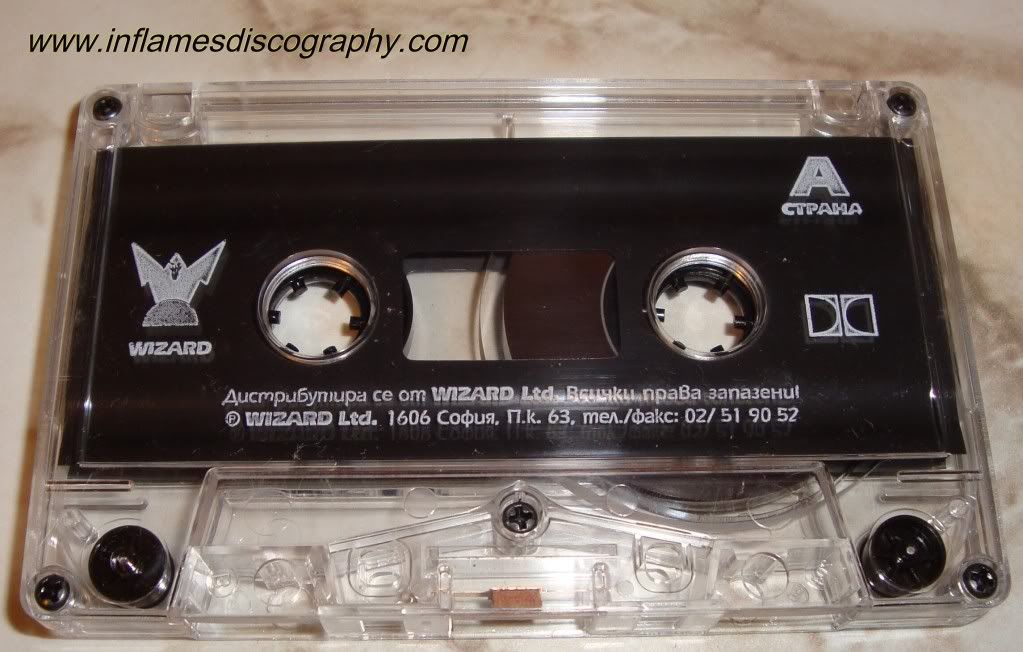 www.inflamesdiscography.com
A
СТРАНА
WIZARD
Дистрибутира се от WIZARD Ltd. Всички права запазени!
℗ WIZARD Ltd. 1606 София, П.к. 63, тел./факс: 02/ 51 90 52